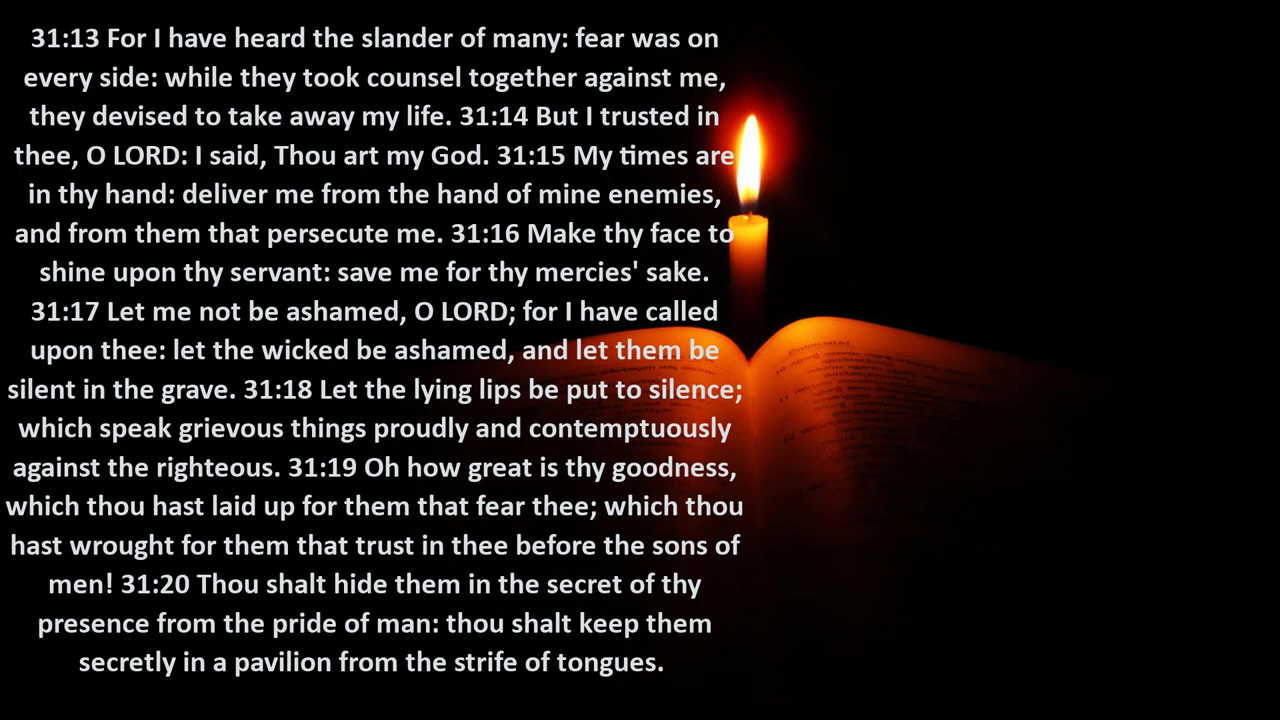 31:13 For I have heard the slander of many: fear was on
every side: while they took counsel together against me,
they devised to take away my life. 31:14 But I trusted in
thee, O LORD: I said, Thou art my God. 31:15 My times are
in thy hand: deliver me from the hand of mine enemies,
and from them that persecute me. 31:16 Make thy face to
shine upon thy servant: save me for thy mercies' sake.
31:17 Let me not be ashamed, O LORD; for I have called
upon thee: let the wicked be ashamed, and let them be
silent in the grave. 31:18 Let the lying lips be put to silence;
which speak grievous things proudly and contemptuously
against the righteous. 31:19 Oh how great is thy goodness,
which thou hast laid up for them that fear thee; which thou
hast wrought for them that trust in thee before the sons of
men! 31:20 Thou shalt hide them in the secret of thy
presence from the pride of man: thou shalt keep them
secretly in a pavilion from the strife of tongues.